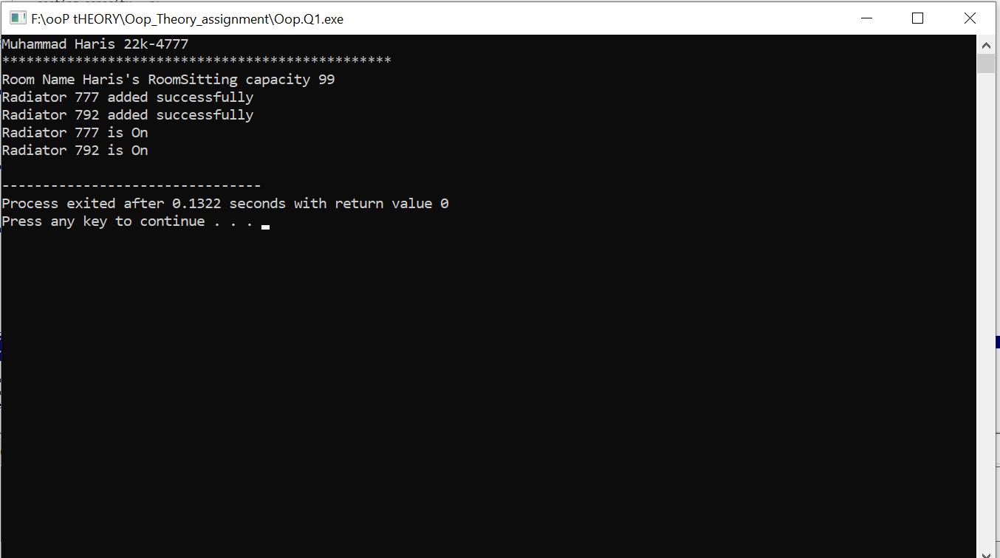 F:\ooP tHEORY\Oop_Theory_assignment\Oop.Q1.exe
Muhammad Haris 22k-4777
************************************************
Room Name Haris's RoomSitting capacity 99
Radiator 777 added successfully
Radiator 792 added successfully
Radiator 777 is On
Radiator 792 is On
--------------------------------
Process exited after 0.1322 seconds with return value 0
Press any key to continue . . .